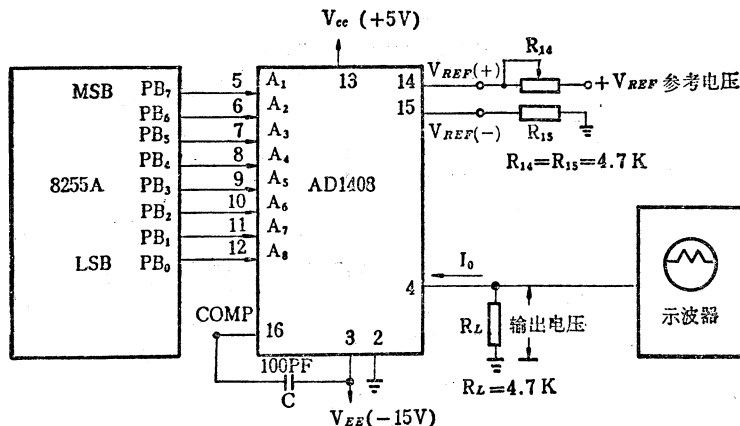 Vcc (+5V)
MSB
8255A
LSB
PB7
PB6
PB5
PB4
PB3
PB2
PB1
PB0
5
6
7
8
9
10
11
12
A1
A2
A3
A4
A5
A6
A7
A8
13
14
15
AD1408
4
16
3
2
VREF(+)
R14
+VREF 参考电压
VREF(-)
R15
R14=R15=4.7K
I0
RL
输出电压
RL=4.7K
示波器
COMP
100PF
C
VEE(-15V)